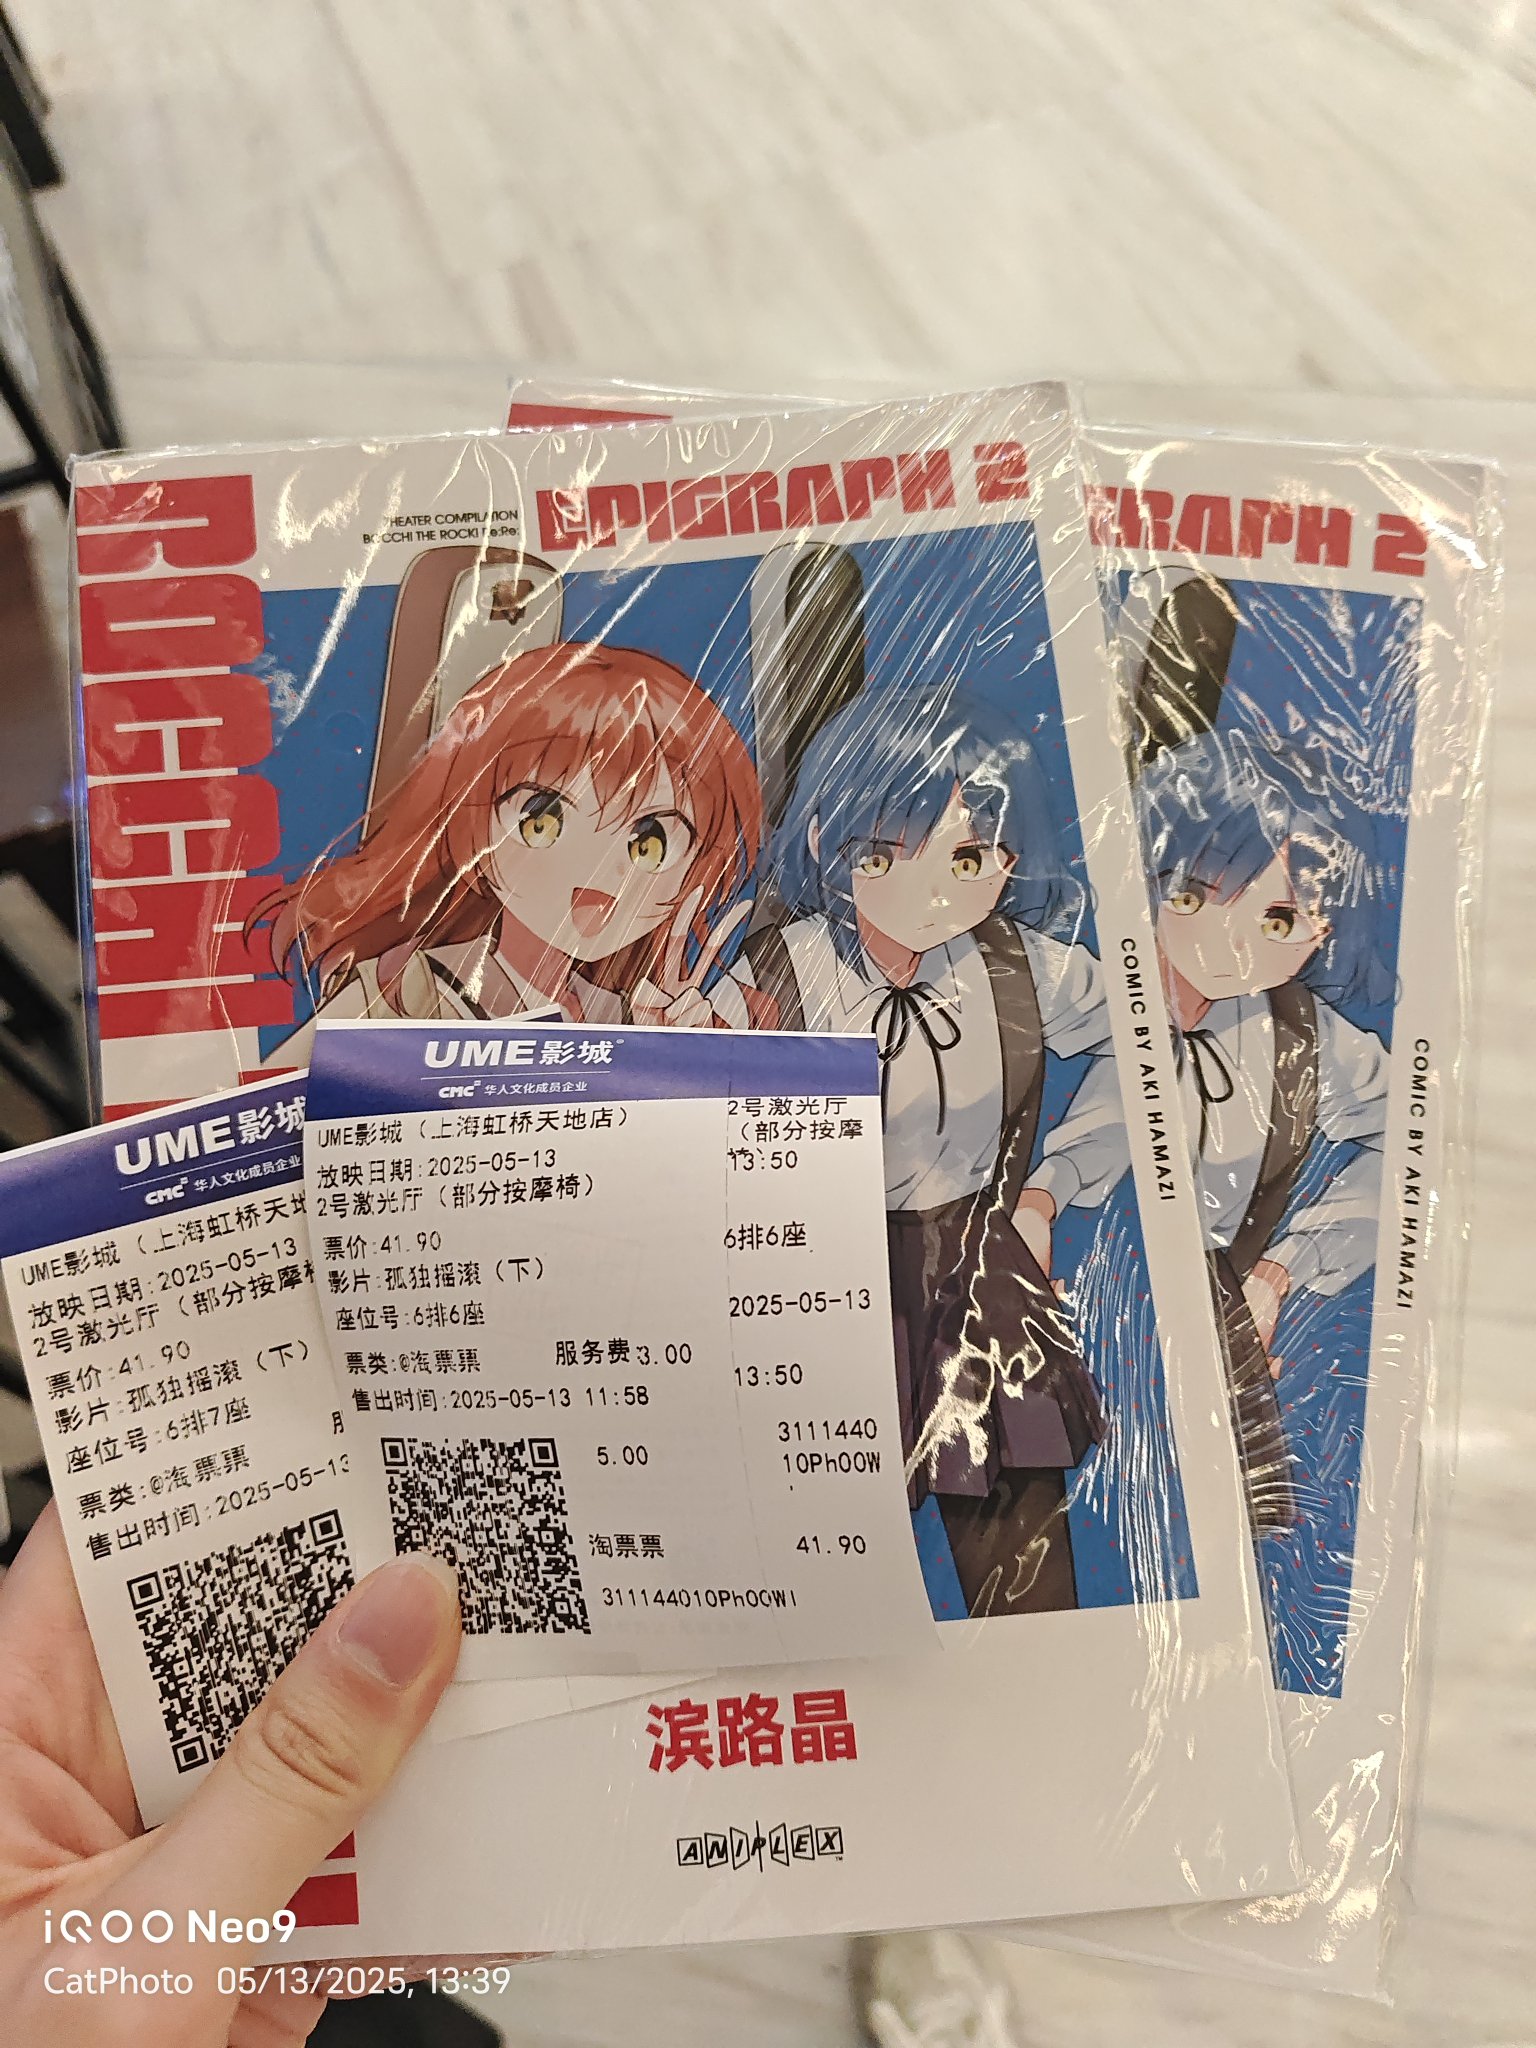 EPIGRAPH 2
THEATER COMPILATION
BOCCHI THE ROCK! Re:Re:
BOCCHI
COMIC BY AKI HAMAZI
GRAPH 2
COMIC BY AKI HAMAZI
UME影城
CMC 华人文化成员企业
UME影城（上海虹桥天地
放映日期:2025-05-13
2号激光厅（部分按摩椅
票价:41.90
影片:孤独摇滚（下）
座位号:6排7座
票类:@淘票票
售出时间:2025-05-13
UME影城
CMC 华人文化成员企业
UME影城（上海虹桥天地店）
放映日期:2025-05-13
2号激光厅（部分按摩椅）
票价:41.90
影片:孤独摇滚（下）
座位号:6排6座
票类:@淘票票
服务费:3.00
售出时间:2025-05-13 11:58
5.00
淘票票
311144010Ph00WI
2号激光厅
（部分按摩
13:50
6排6座
2025-05-13
13:50
3111440
10Ph00W
41.90
滨路晶
ANIPLEX
iQOO Neo9
CatPhoto 05/13/2025, 13:39